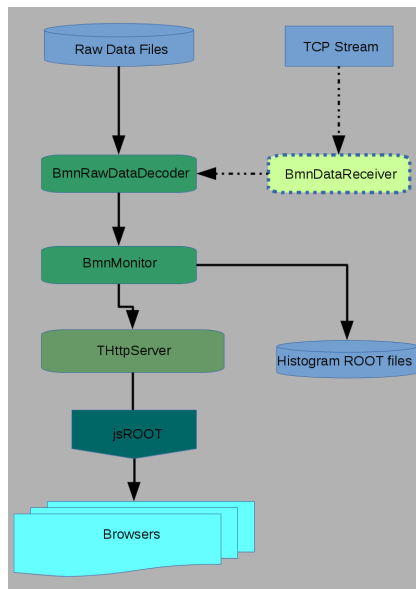 Raw Data Files
TCP Stream
BmnRawDataDecoder
BmnDataReceiver
BmnMonitor
THttpServer
Histogram ROOT files
jsROOT
Browsers